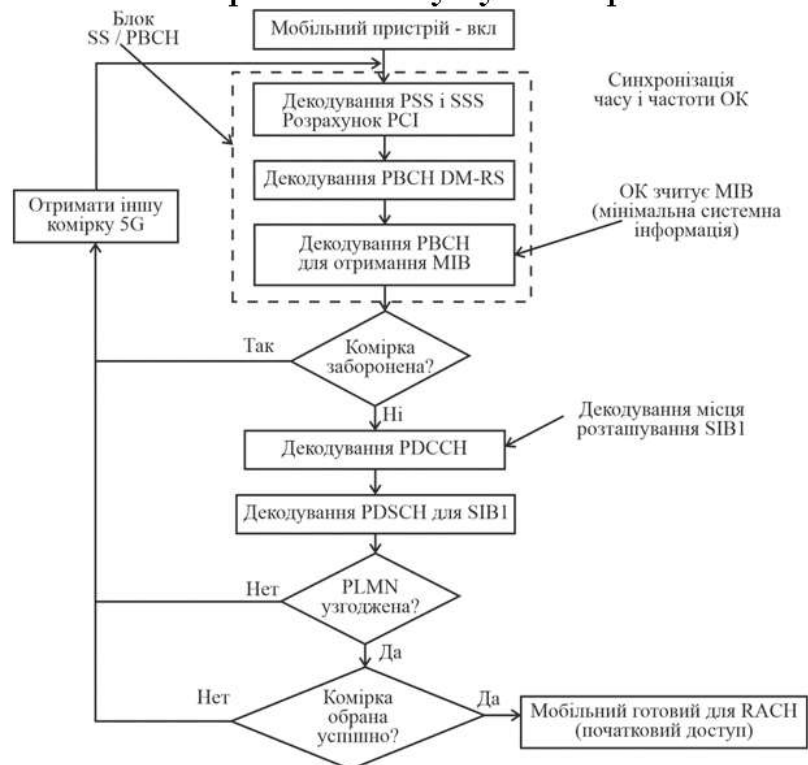 Блок
SS / PBCH
Мобільний пристрій - вкл
Синхронізація
часу і частоти ОК
Декодування PSS і SSS
Розрахунок PCI
Декодування PBCH DM-RS
Отримати іншу
комірку 5G
ОК зчитує MIB
(мінімальна системна
інформація)
Декодування PBCH
для отримання MIB
Так
Комірка
заборонена?
Ні
Декодування місця
розташування SIB1
Декодування PDCCH
Декодування PDSCH для SIB1
Нет
PLMN
узгоджена?
Да
Нет
Комірка
обрана
успішно?
Да
Мобільний готовий для RACH
(початковий доступ)